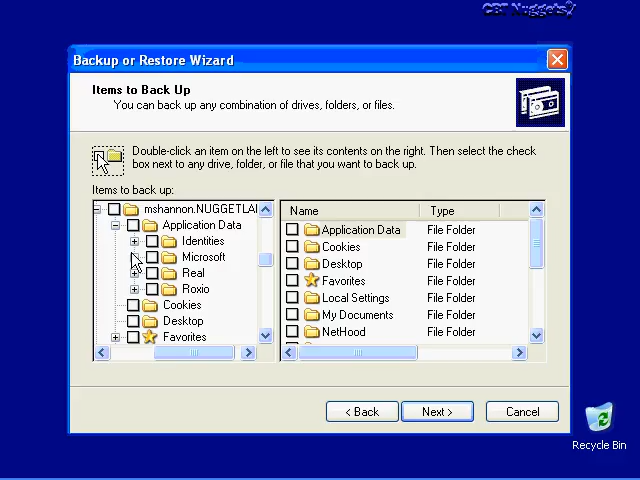 CBT Nuggets
Backup or Restore Wizard
Items to Back Up
You can back up any combination of drives, folders, or files.
Double-click an item on the left to see its contents on the right. Then select the check
box next to any drive, folder, or file that you want to back up.
Items to back up:
mshannon.NUGGETLA
Application Data
Identities
Microsoft
Real
Roxio
Cookies
Desktop
Favorites
Name Type
Application Data File Folder
Cookies File Folder
Desktop File Folder
Favorites File Folder
Local Settings File Folder
My Documents File Folder
NetHood File Folder
< Back Next > Cancel
Recycle Bin